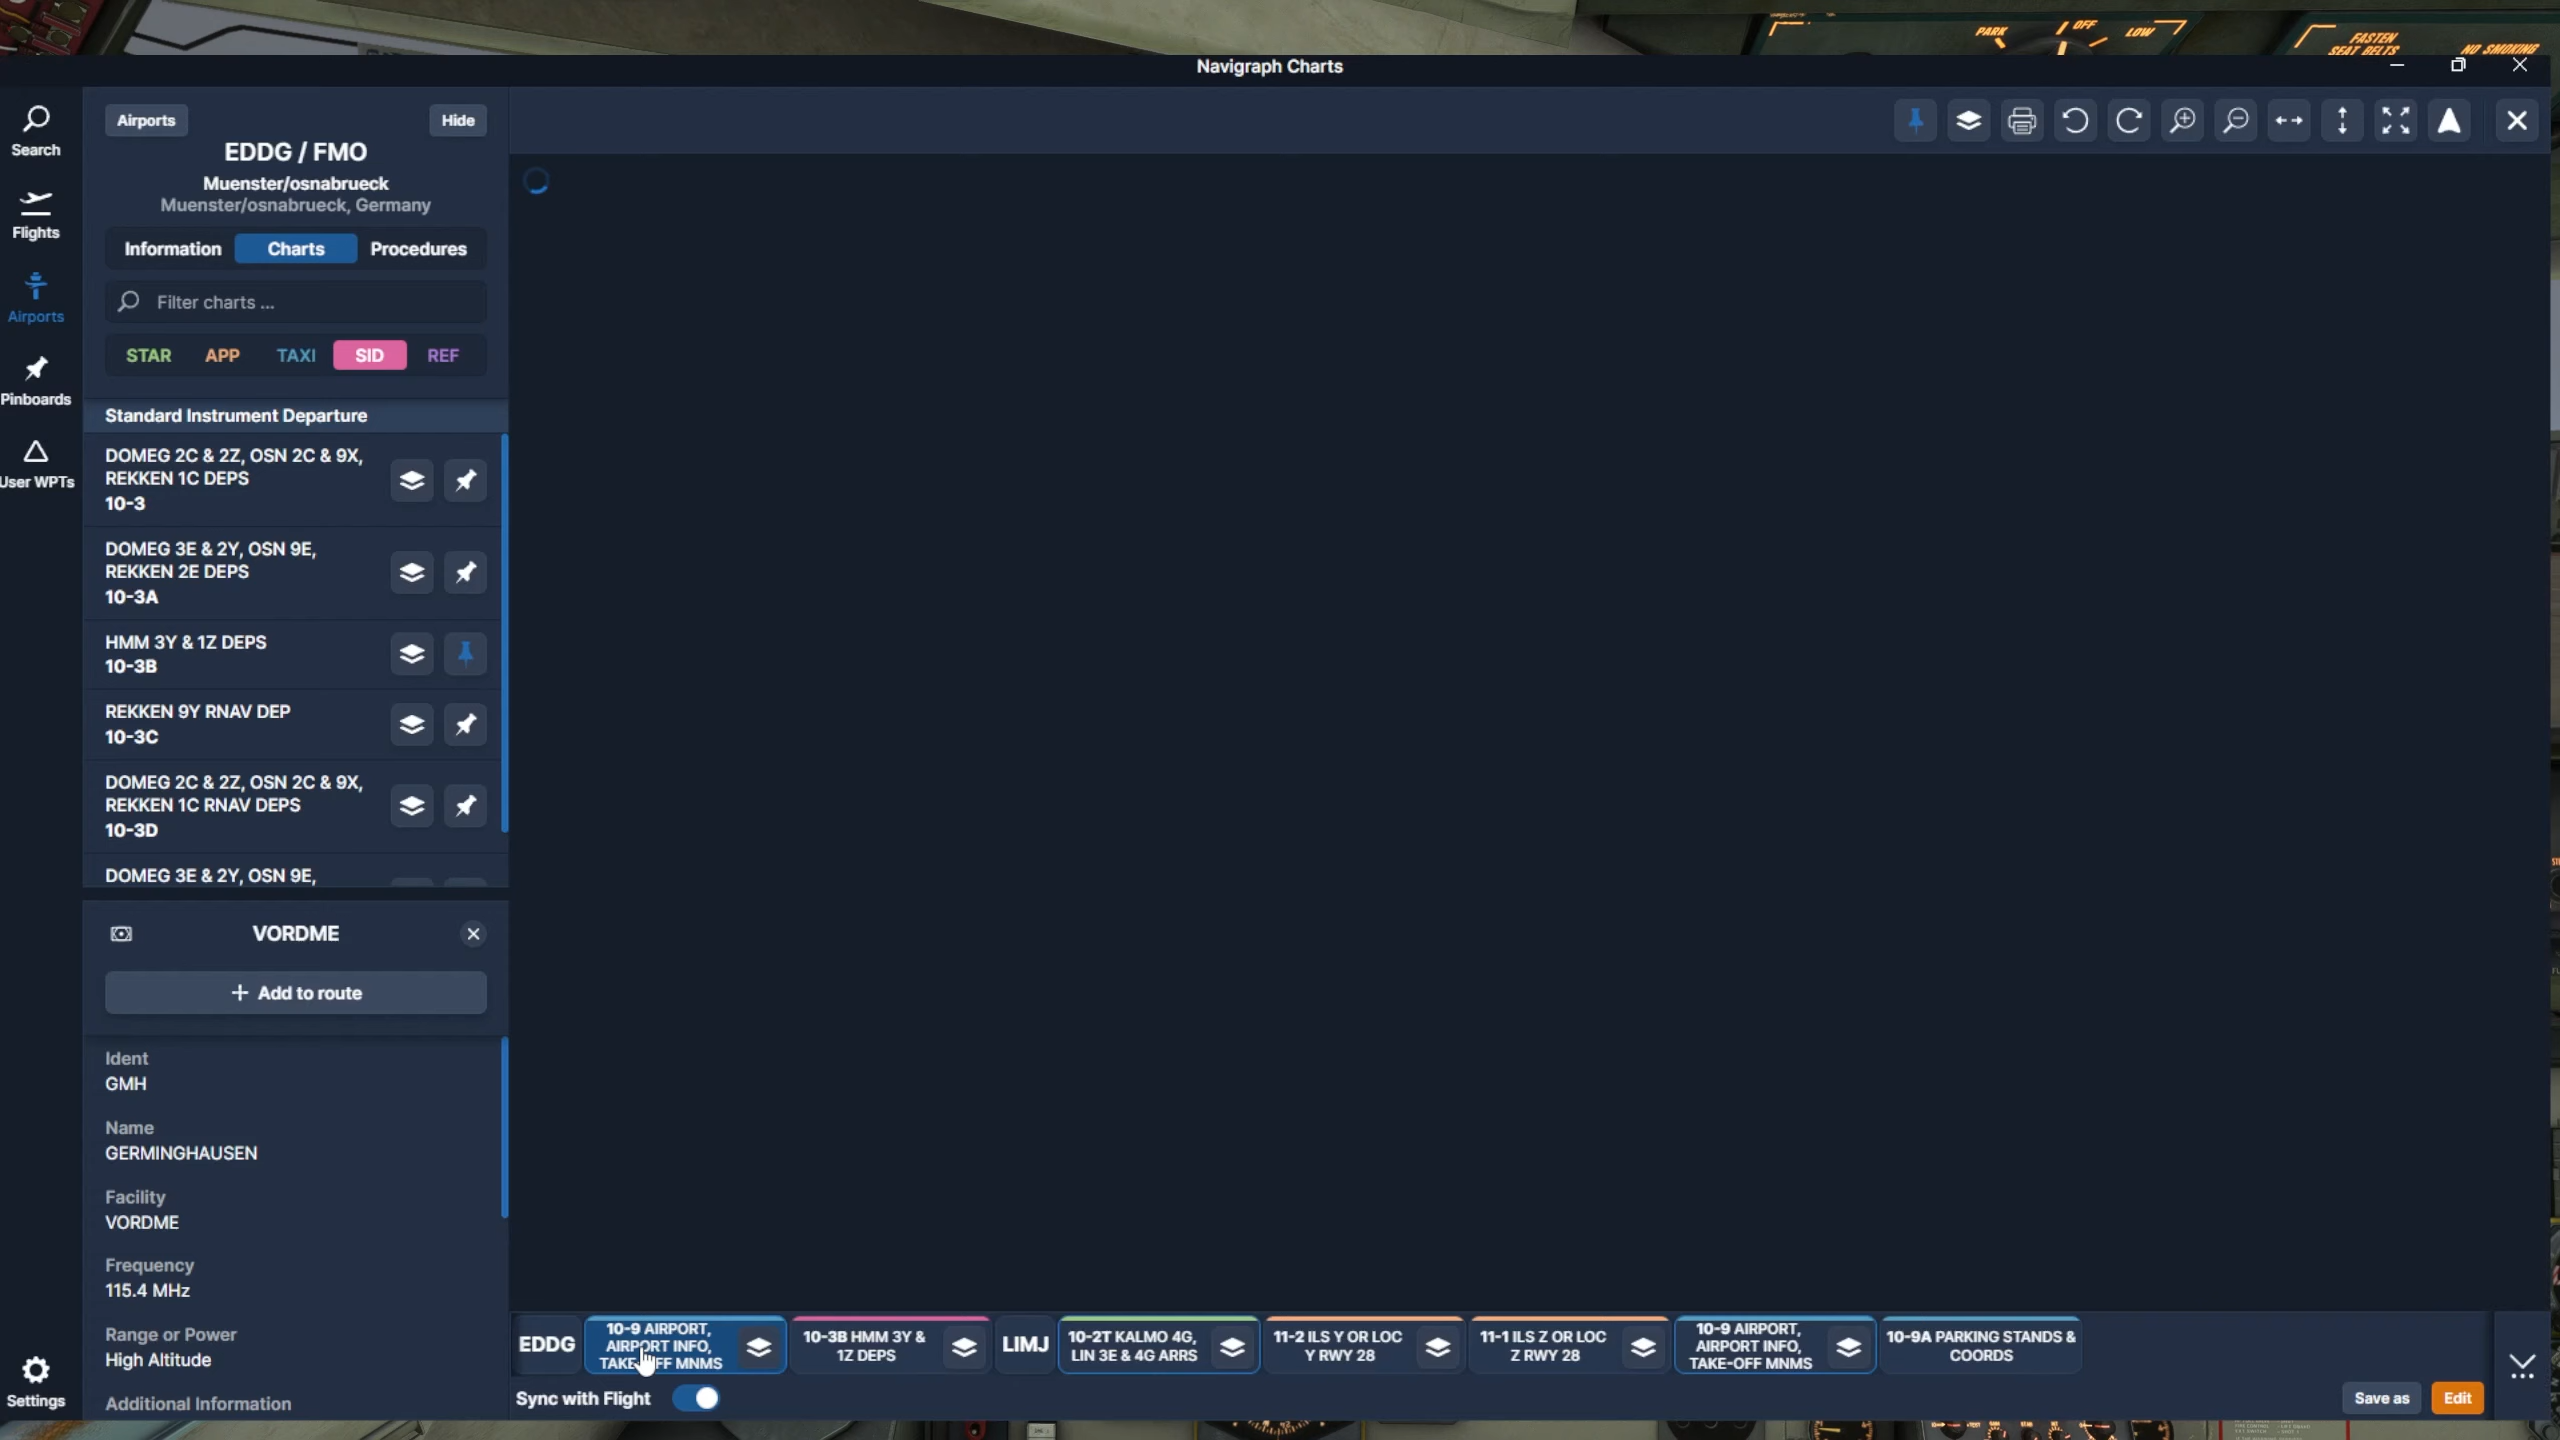 PARK
OFF
LOW
FASTEN
SEAT BELTS
NO SMOKING
Navigraph Charts
Search
Flights
Airports
Pinboards
User WPTs
Settings
Airports
Hide
EDDG / FMO
Muenster/osnabrueck
Muenster/osnabrueck, Germany
Information
Charts
Procedures
Filter charts ...
STAR
APP
TAXI
SID
REF
Standard Instrument Departure
DOMEG 2C & 2Z, OSN 2C & 9X,
REKKEN 1C DEPS
10-3
DOMEG 3E & 2Y, OSN 9E,
REKKEN 2E DEPS
10-3A
HMM 3Y & 1Z DEPS
10-3B
REKKEN 9Y RNAV DEP
10-3C
DOMEG 2C & 2Z, OSN 2C & 9X,
REKKEN 1C RNAV DEPS
10-3D
DOMEG 3E & 2Y, OSN 9E,
VORDME
+ Add to route
Ident
GMH
Name
GERMINGHAUSEN
Facility
VORDME
Frequency
115.4 MHz
Range or Power
High Altitude
Additional Information
EDDG
10-9 AIRPORT,
AIRPORT INFO,
TAKE-OFF MNMS
10-3B HMM 3Y &
1Z DEPS
LIMJ
10-2T KALMO 4G,
LIN 3E & 4G ARRS
11-2 ILS Y OR LOC
Y RWY 28
11-1 ILS Z OR LOC
Z RWY 28
10-9 AIRPORT,
AIRPORT INFO,
TAKE-OFF MNMS
10-9A PARKING STANDS &
COORDS
Sync with Flight
Save as
Edit